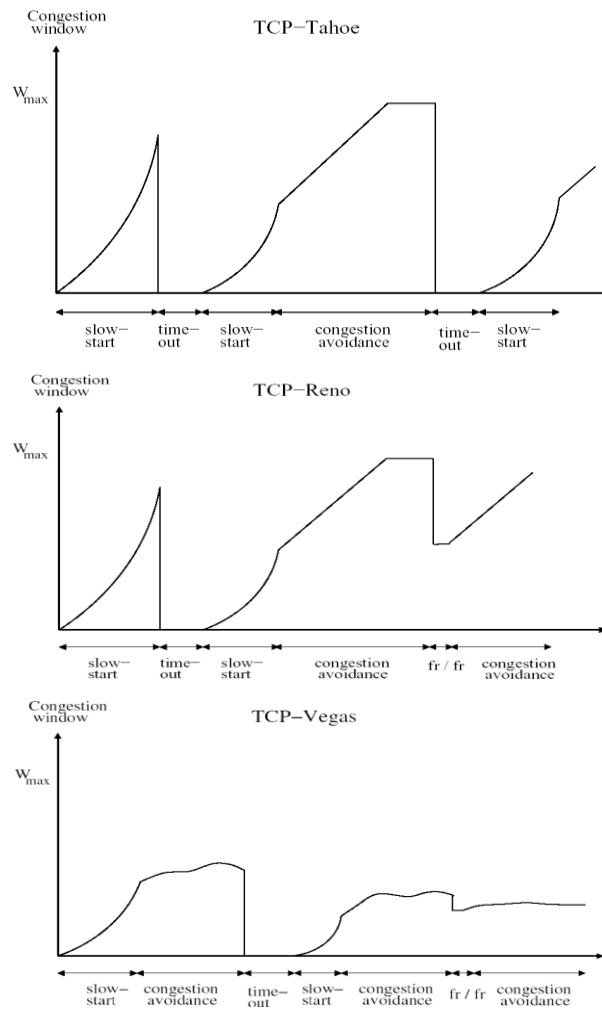 Congestion
window
TCP−Tahoe
Wmax
slow−
start
time−
out
slow−
start
congestion
avoidance
time−
out
slow−
start
Congestion
window
TCP−Reno
Wmax
slow−
start
time−
out
slow−
start
congestion
avoidance
fr / fr
congestion
avoidance
Congestion
window
TCP−Vegas
Wmax
slow−
start
congestion
avoidance
time−
out
slow−
start
congestion
avoidance
fr / fr
congestion
avoidance